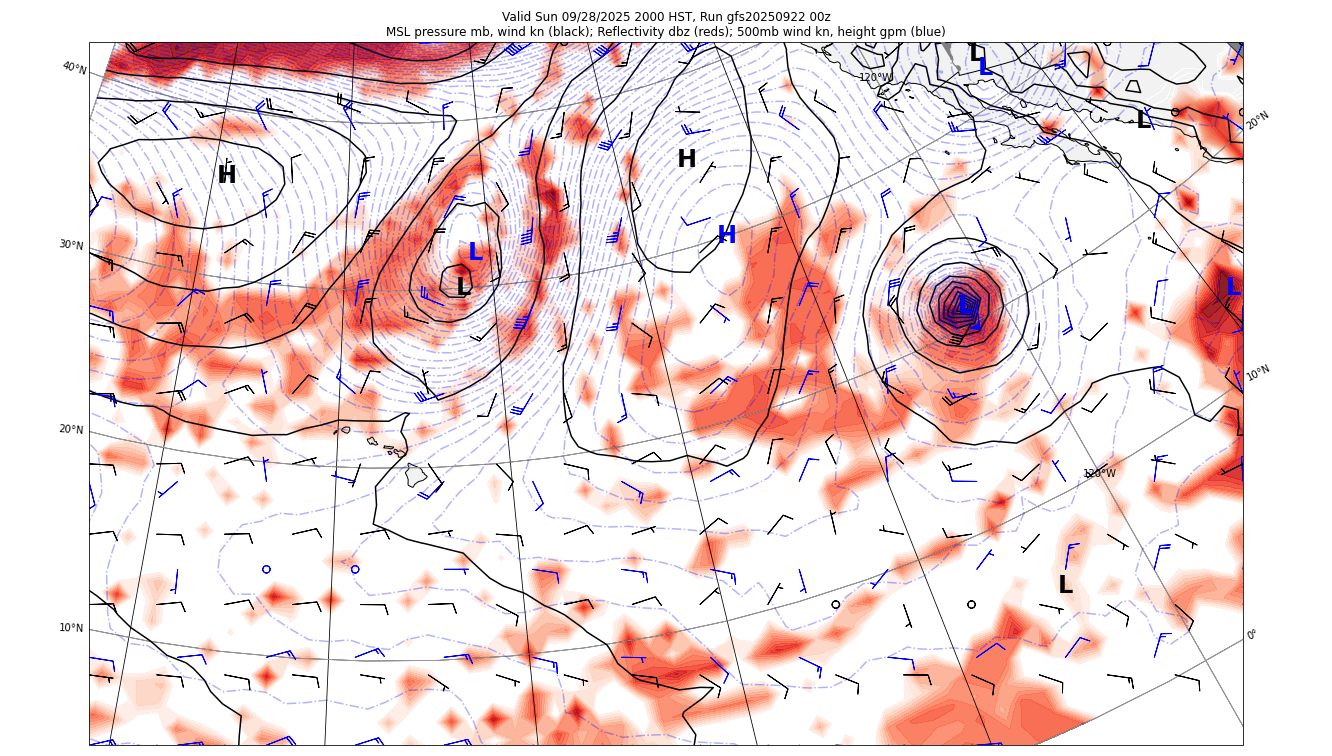 Valid Sun 09/28/2025 2000 HST, Run gfs20250922 00z
MSL pressure mb, wind kn (black); Reflectivity dbz (reds); 500mb wind kn, height gpm (blue)
40°N
120°W
20°N
L
L
L
H
H
30°N
H
L
L
L
10°N
20°N
120°W
L
10°N
0°